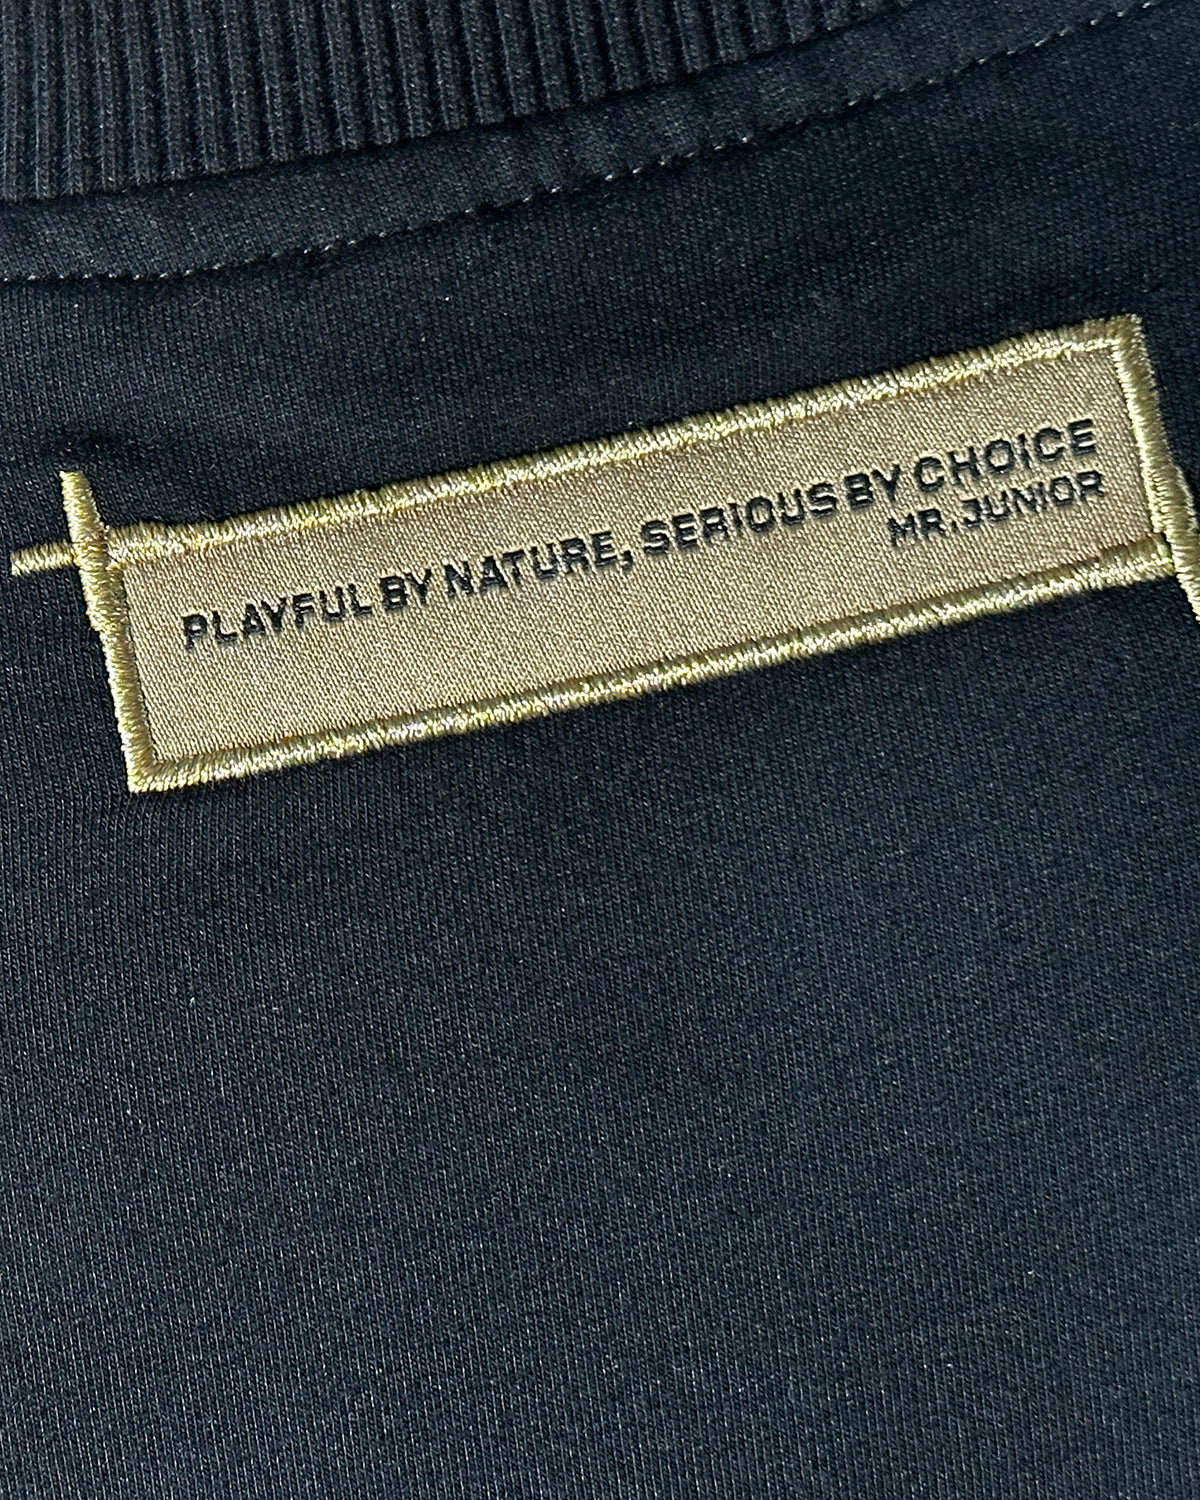 PLAYFUL BY NATURE, SERIOUS BY CHOICE
MR. JUNIOR